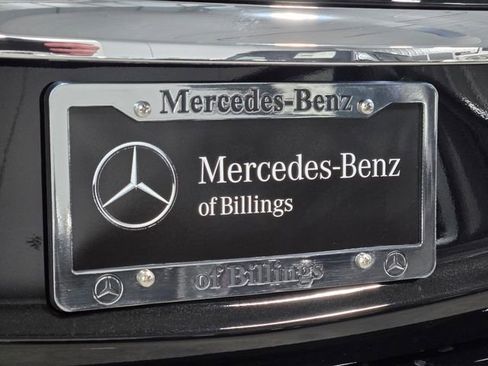 Mercedes-Benz
Mercedes-Benz
of Billings
of Billings